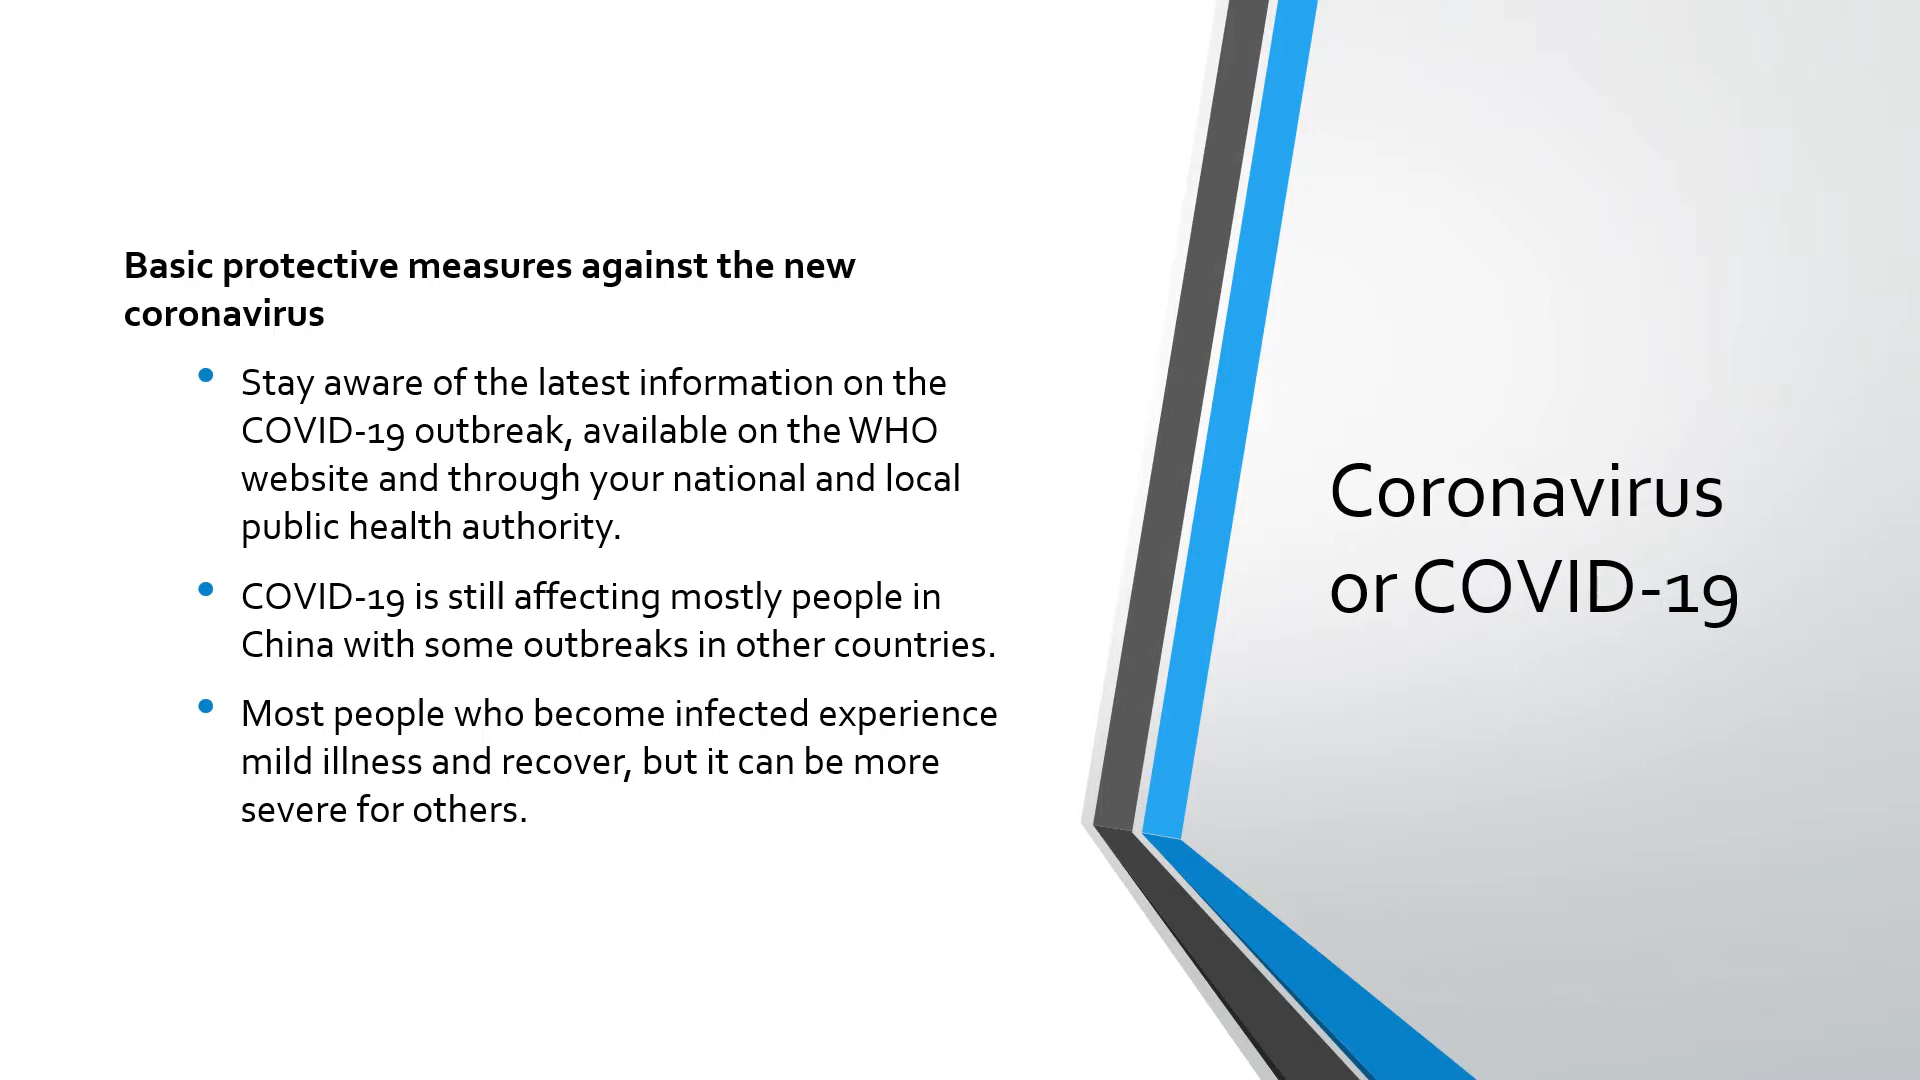 Basic protective measures against the new
coronavirus
• Stay aware of the latest information on the
COVID-19 outbreak, available on the WHO
website and through your national and local
public health authority.
• COVID-19 is still affecting mostly people in
China with some outbreaks in other countries.
• Most people who become infected experience
mild illness and recover, but it can be more
severe for others.
Coronavirus
or COVID-19